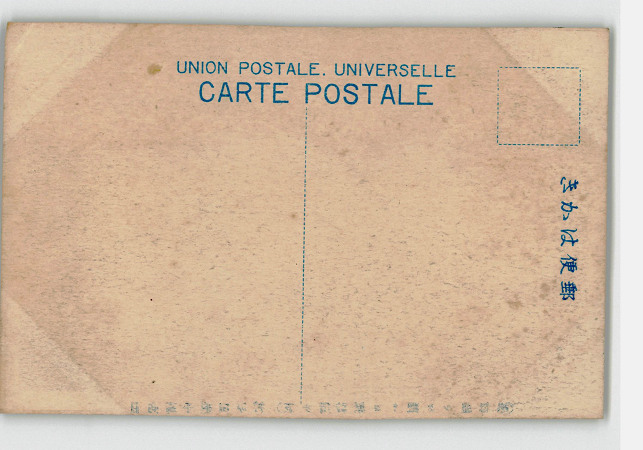 UNION POSTALE. UNIVERSELLE
CARTE POSTALE
郵便はかき